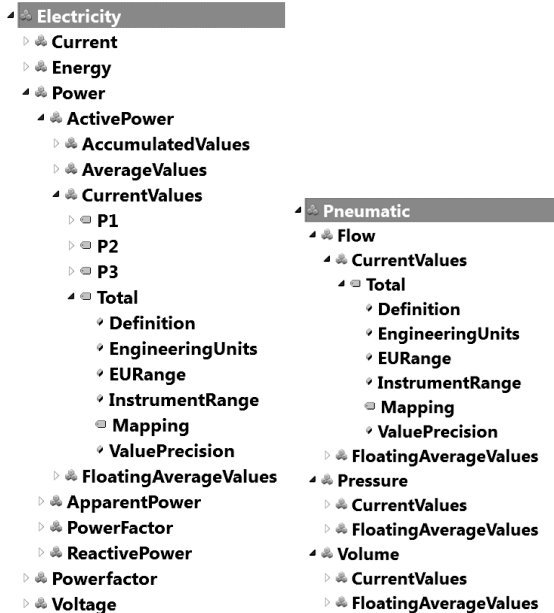 Electricity
Current
Energy
Power
ActivePower
AccumulatedValues
AverageValues
CurrentValues
P1
P2
P3
Total
Definition
EngineeringUnits
EURange
InstrumentRange
Mapping
ValuePrecision
FloatingAverageValues
ApparentPower
PowerFactor
ReactivePower
Powerfactor
Voltage
Pneumatic
Flow
CurrentValues
Total
Definition
EngineeringUnits
EURange
InstrumentRange
Mapping
ValuePrecision
FloatingAverageValues
Pressure
CurrentValues
FloatingAverageValues
Volume
CurrentValues
FloatingAverageValues